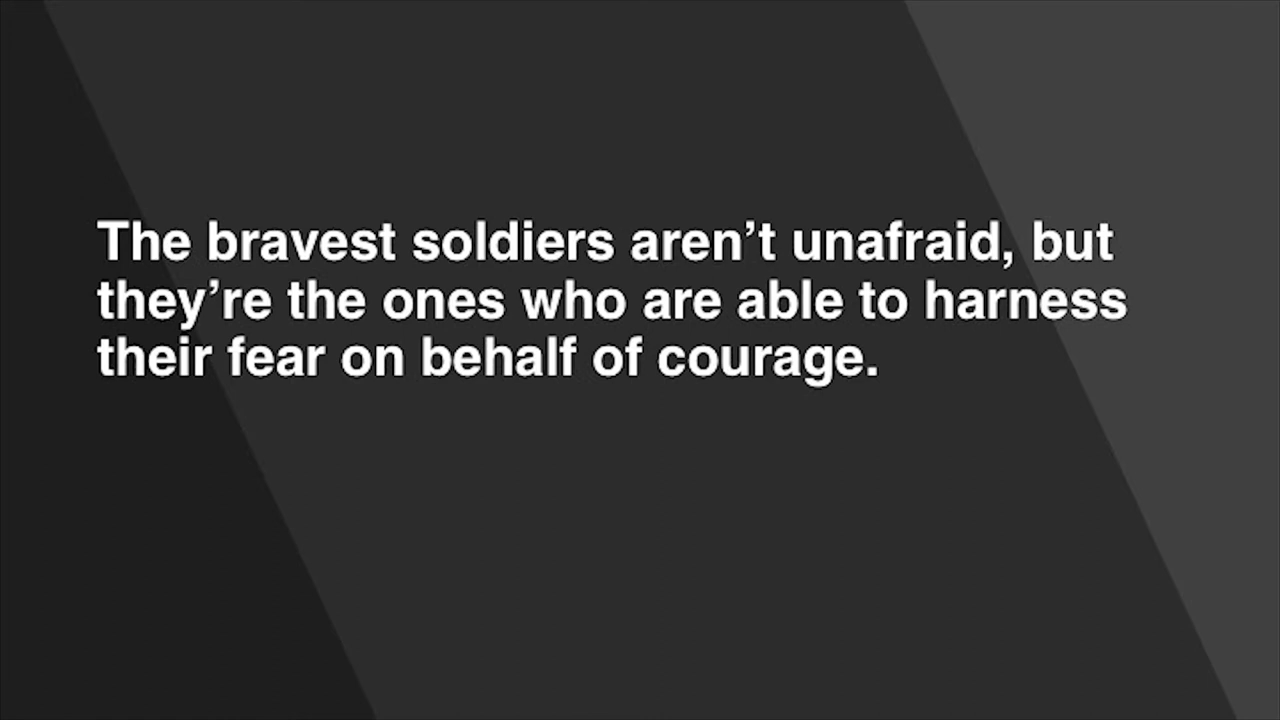 The bravest soldiers aren’t unafraid, but
they’re the ones who are able to harness
their fear on behalf of courage.